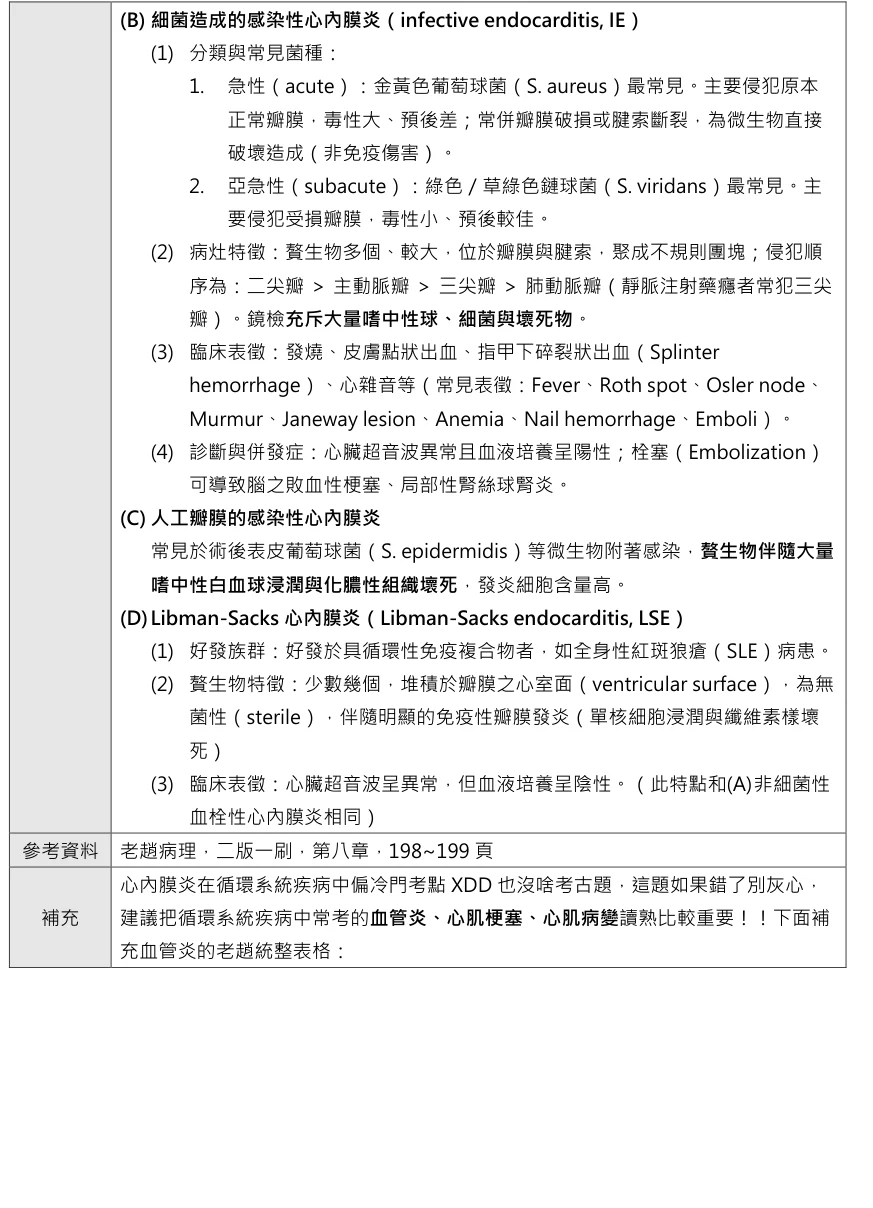 (B) 細菌造成的感染性心內膜炎（infective endocarditis, IE）
(1) 分類與常見菌種：
1. 急性（acute）：金黃色葡萄球菌（S. aureus）最常見。主要侵犯原本
正常瓣膜，毒性大、預後差；常併瓣膜破損或腱索斷裂，為微生物直接
破壞造成（非免疫傷害）。
2. 亞急性（subacute）：綠色 / 草綠色鏈球菌（S. viridans）最常見。主
要侵犯受損瓣膜，毒性小、預後較佳。
(2) 病灶特徵：贅生物多個、較大，位於瓣膜與腱索，聚成不規則團塊；侵犯順
序為：二尖瓣 > 主動脈瓣 > 三尖瓣 > 肺動脈瓣（靜脈注射藥癮者常犯三尖
瓣）。鏡檢充斥大量嗜中性球、細菌與壞死物。
(3) 臨床表徵：發燒、皮膚點狀出血、指甲下碎裂狀出血（Splinter
hemorrhage）、心雜音等（常見表徵：Fever、Roth spot、Osler node、
Murmur、Janeway lesion、Anemia、Nail hemorrhage、Emboli）。
(4) 診斷與併發症：心臟超音波異常且血液培養呈陽性；栓塞（Embolization）
可導致腦之敗血性梗塞、局部性腎絲球腎炎。
(C) 人工瓣膜的感染性心內膜炎
常見於術後表皮葡萄球菌（S. epidermidis）等微生物附著感染，贅生物伴隨大量
嗜中性白血球浸潤與化膿性組織壞死，發炎細胞含量高。
(D) Libman-Sacks 心內膜炎（Libman-Sacks endocarditis, LSE）
(1) 好發族群：好發於具循環性免疫複合物者，如全身性紅斑狼瘡（SLE）病患。
(2) 贅生物特徵：少數幾個，堆積於瓣膜之心室面（ventricular surface），為無
菌性（sterile），伴隨明顯的免疫性瓣膜發炎（單核細胞浸潤與纖維素樣壞
死）
(3) 臨床表徵：心臟超音波呈異常，但血液培養呈陰性。（此特點和(A)非細菌性
血栓性心內膜炎相同）
參考資料 老趙病理，二版一刷，第八章，198~199 頁
心內膜炎在循環系統疾病中偏冷門考點 XDD 也沒啥考古題，這題如果錯了別灰心，
補充 建議把循環系統疾病中常考的血管炎、心肌梗塞、心肌病變讀熟比較重要！！下面補
充血管炎的老趙統整表格：